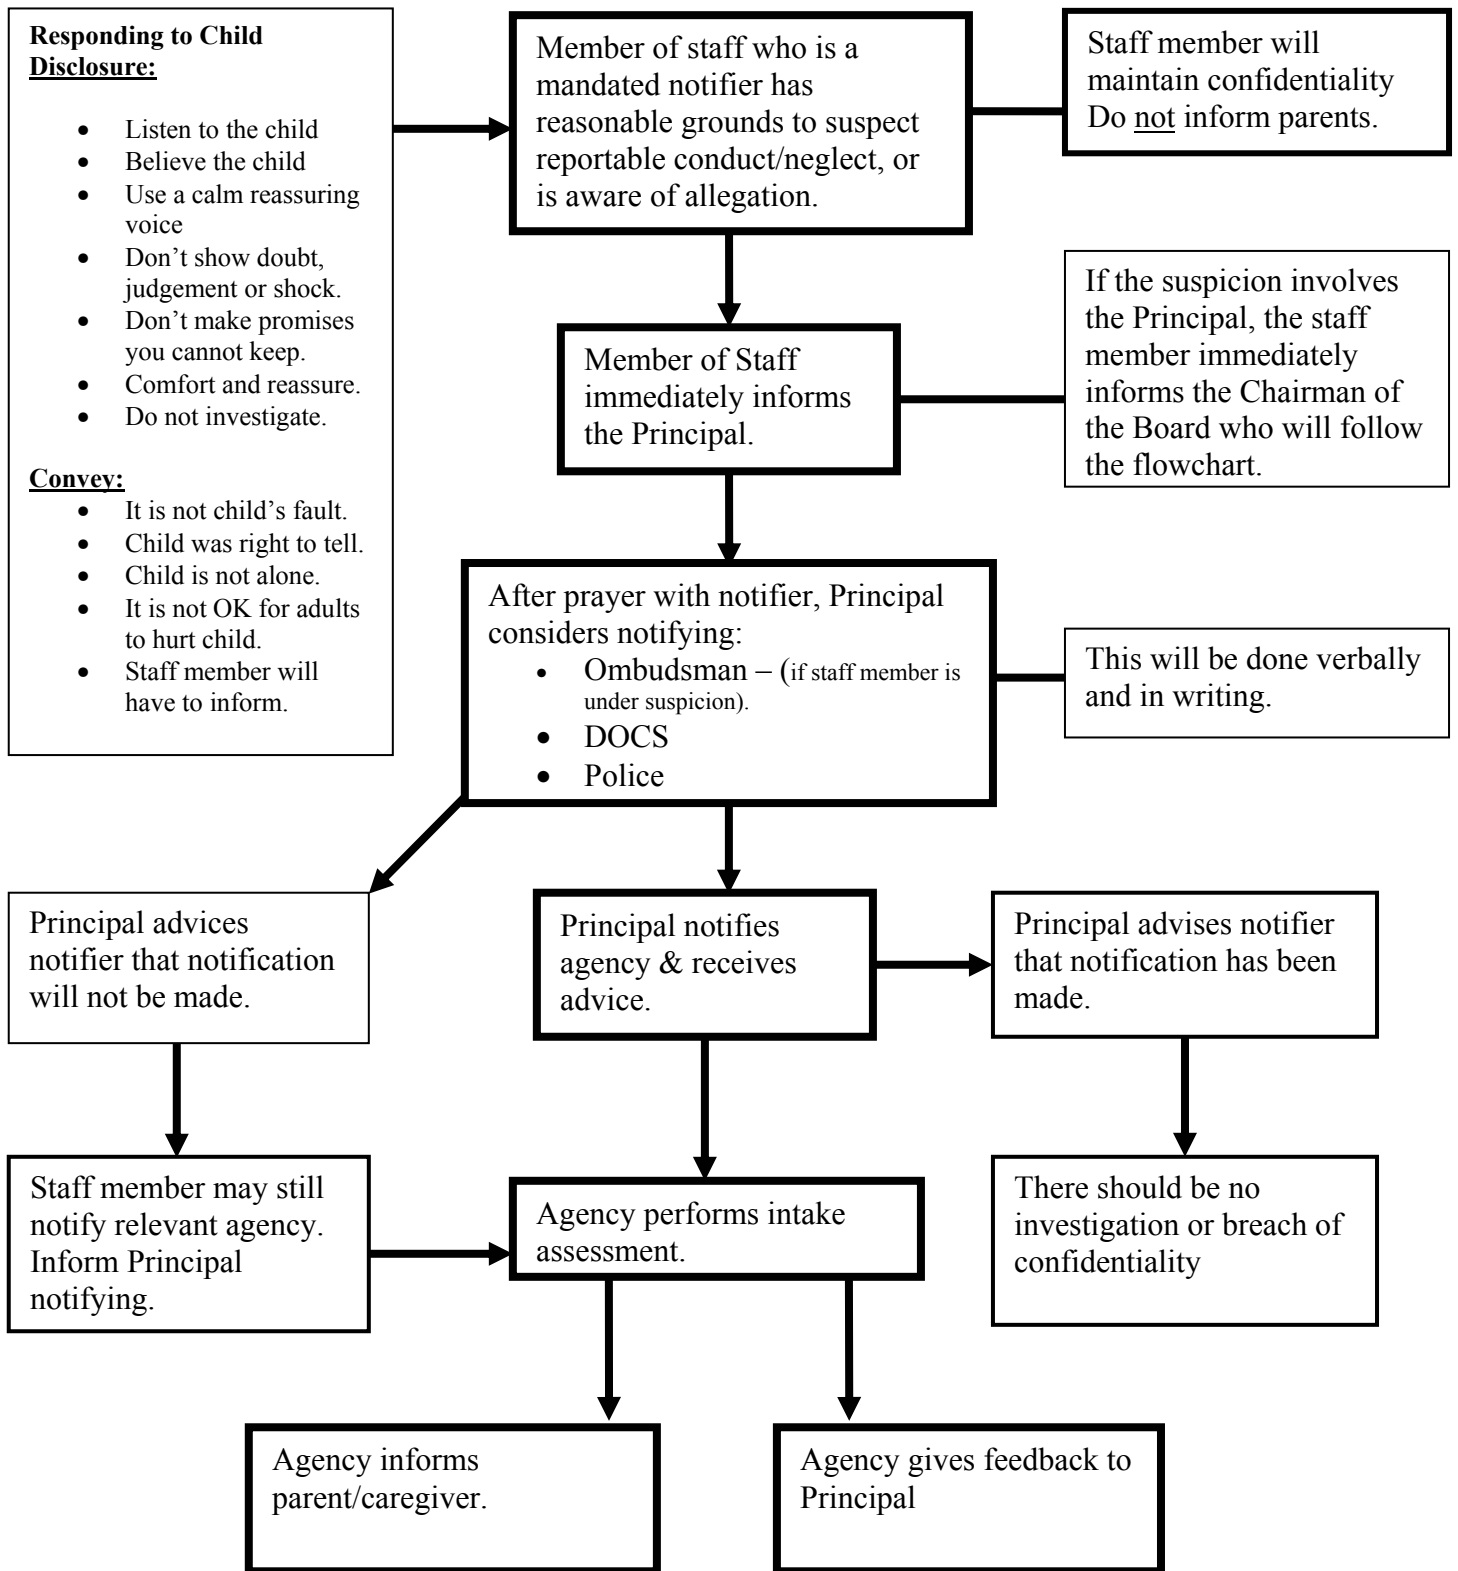 Responding to Child
Disclosure:
• Listen to the child
• Believe the child
• Use a calm reassuring
voice
• Don’t show doubt,
judgement or shock.
• Don’t make promises
you cannot keep.
• Comfort and reassure.
• Do not investigate.
Convey:
• It is not child’s fault.
• Child was right to tell.
• Child is not alone.
• It is not OK for adults
to hurt child.
• Staff member will
have to inform.
Member of staff who is a
mandated notifier has
reasonable grounds to suspect
reportable conduct/neglect, or
is aware of allegation.
Staff member will
maintain confidentiality
Do not inform parents.
Member of Staff
immediately informs
the Principal.
If the suspicion involves
the Principal, the staff
member immediately
informs the Chairman of
the Board who will follow
the flowchart.
After prayer with notifier, Principal
considers notifying:
• Ombudsman – (if staff member is
under suspicion).
• DOCS
• Police
This will be done verbally
and in writing.
Principal advices
notifier that notification
will not be made.
Principal notifies
agency & receives
advice.
Principal advises notifier
that notification has been
made.
Staff member may still
notify relevant agency.
Inform Principal
notifying.
Agency performs intake
assessment.
There should be no
investigation or breach of
confidentiality
Agency informs
parent/caregiver.
Agency gives feedback to
Principal